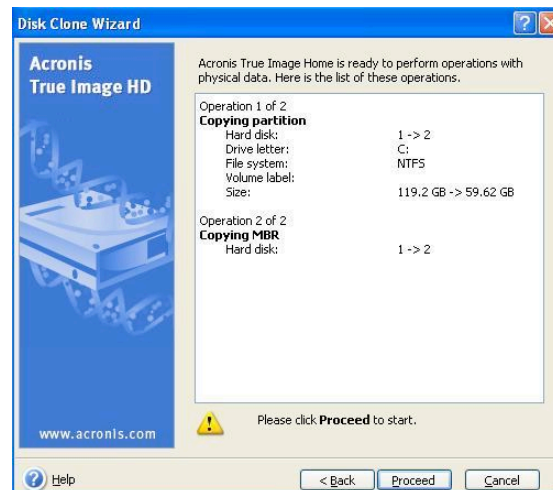 Disk Clone Wizard
Acronis
True Image HD
Acronis True Image Home is ready to perform operations with
physical data. Here is the list of these operations.
Operation 1 of 2
Copying partition
Hard disk: 1 -> 2
Drive letter: C:
File system: NTFS
Volume label:
Size: 119.2 GB -> 59.62 GB
Operation 2 of 2
Copying MBR
Hard disk: 1 -> 2
Please click Proceed to start.
www.acronis.com
Help
< Back
Proceed
Cancel